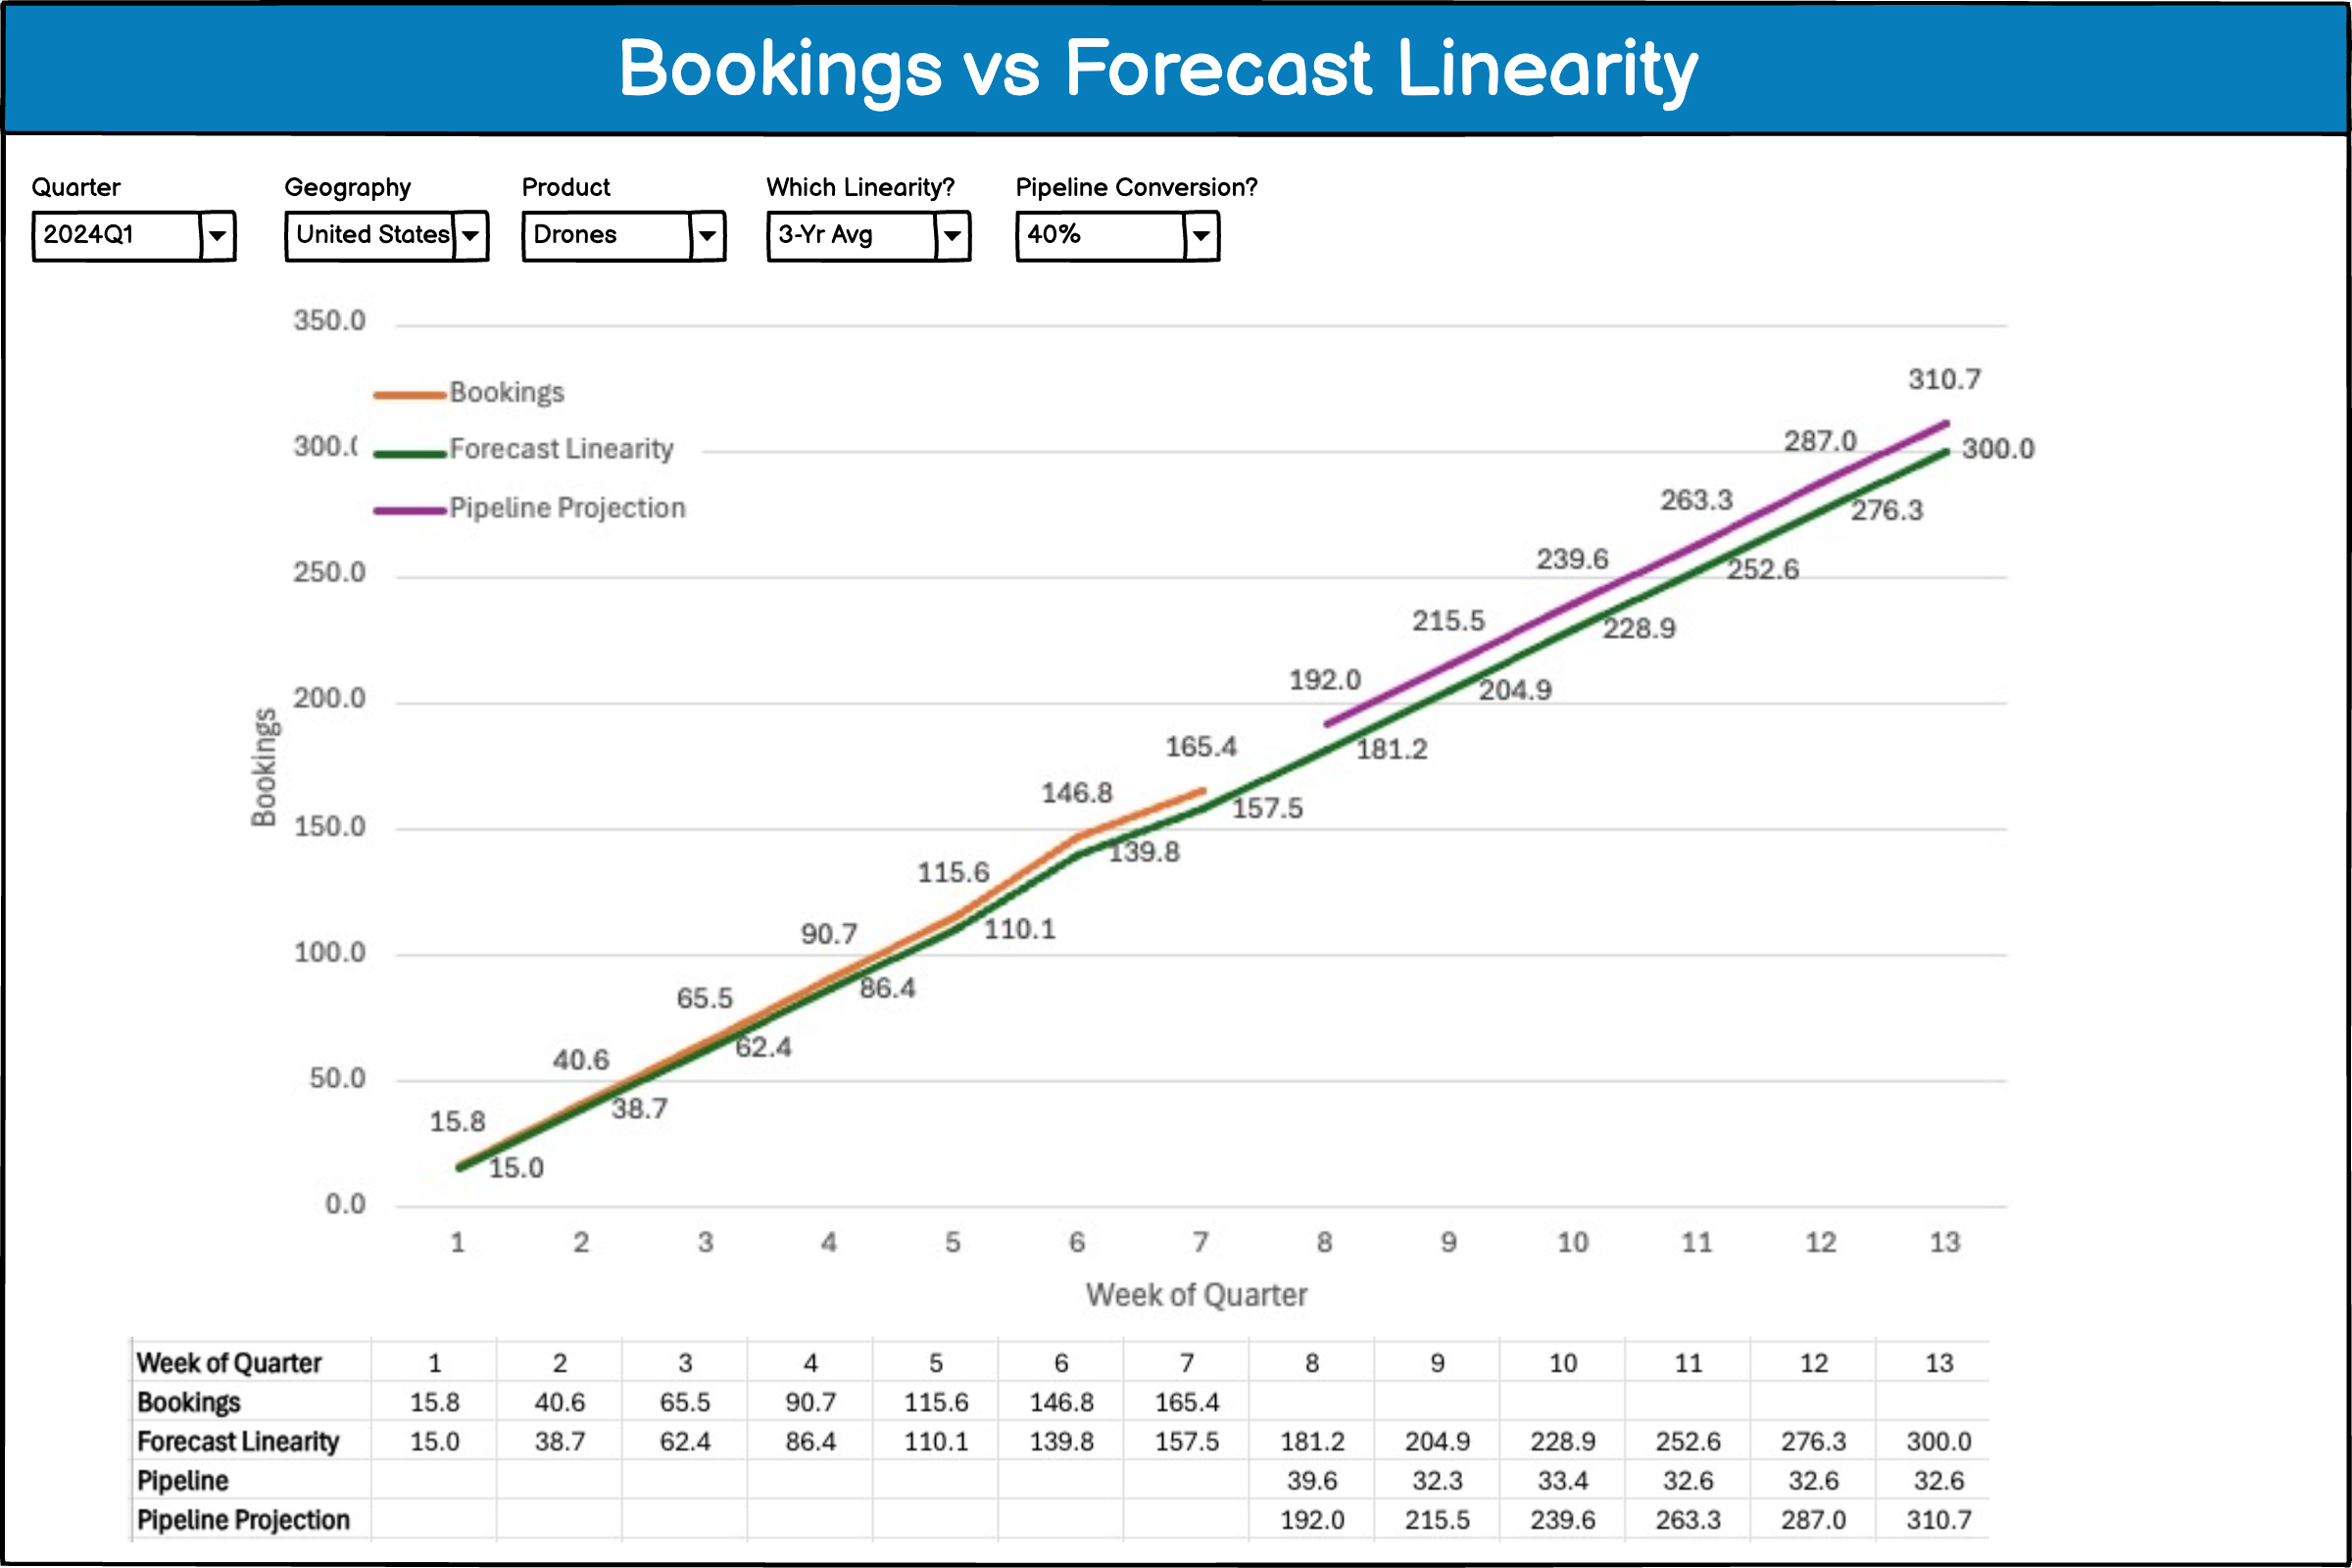 Bookings vs Forecast Linearity
Quarter Geography Product Which Linearity? Pipeline Conversion?
2024Q1 United States Drones 3-Yr Avg 40%
350.0
310.7
Bookings
287.0
300.0 Forecast Linearity 300.0
263.3
Pipeline Projection 276.3
239.6
250.0 252.6
215.5 228.9
192.0 204.9
200.0
165.4 181.2
Bookings
146.8 157.5
150.0
139.8
115.6
90.7 110.1
100.0
65.5 86.4
40.6 62.4
50.0
15.8 38.7
15.0
0.0
1 2 3 4 5 6 7 8 9 10 11 12 13
Week of Quarter
Week of Quarter 1 2 3 4 5 6 7 8 9 10 11 12 13
Bookings 15.8 40.6 65.5 90.7 115.6 146.8 165.4
Forecast Linearity 15.0 38.7 62.4 86.4 110.1 139.8 157.5 181.2 204.9 228.9 252.6 276.3 300.0
Pipeline 39.6 32.3 33.4 32.6 32.6 32.6
Pipeline Projection 192.0 215.5 239.6 263.3 287.0 310.7